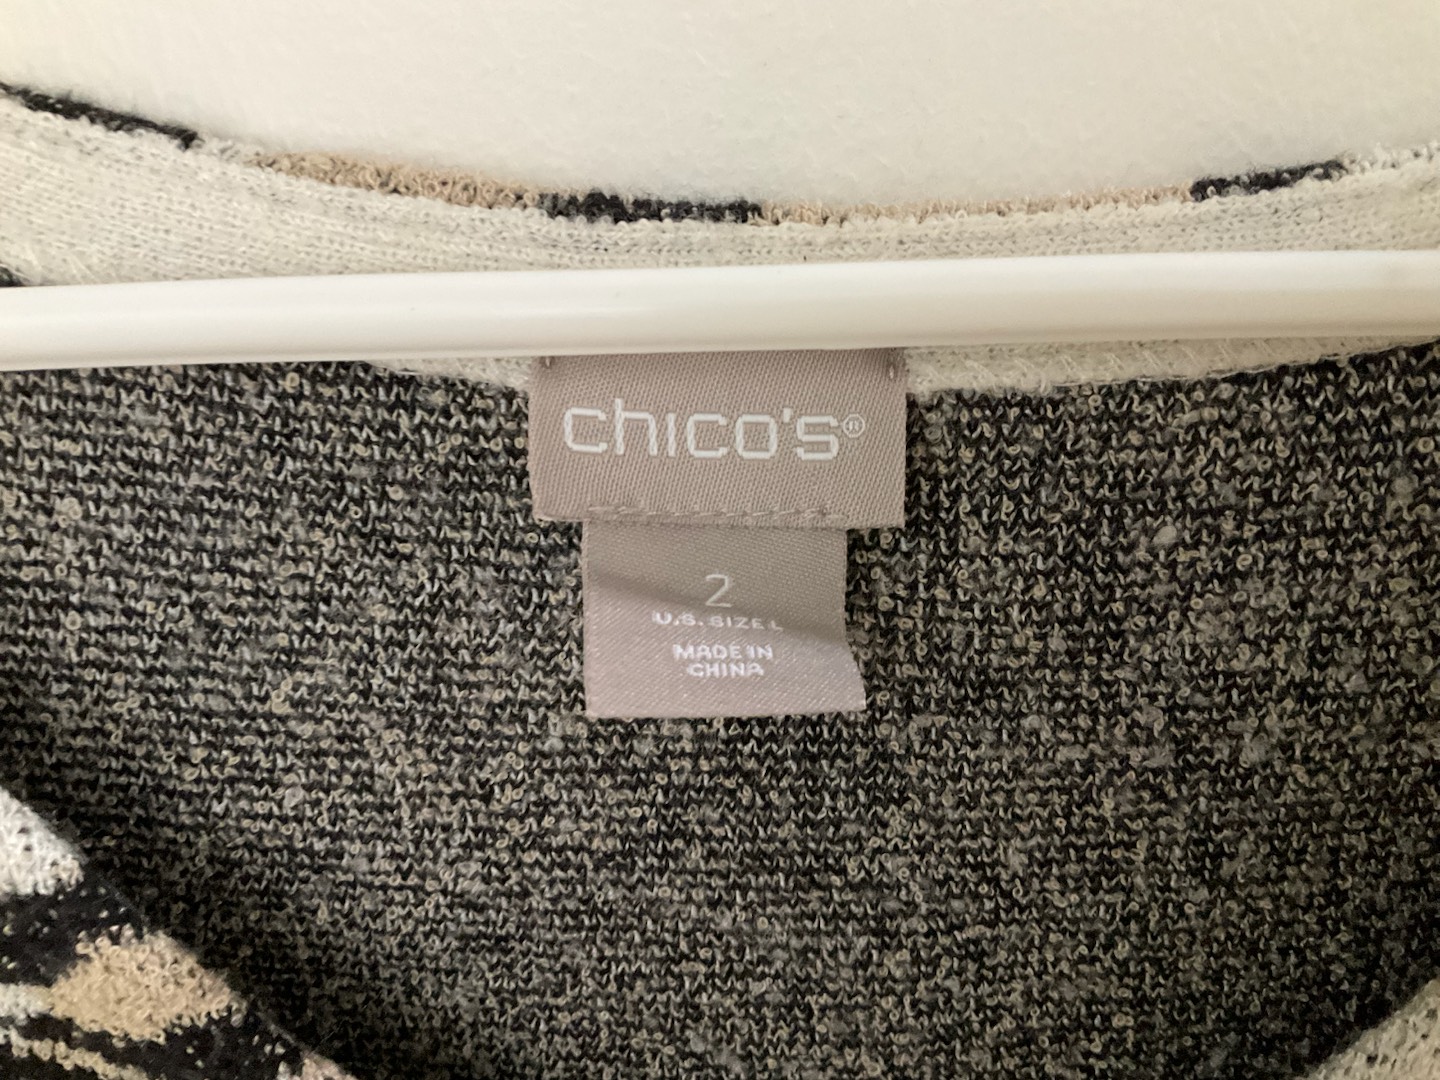 chico's®
2
U.S. SIZE L
MADE IN
CHINA